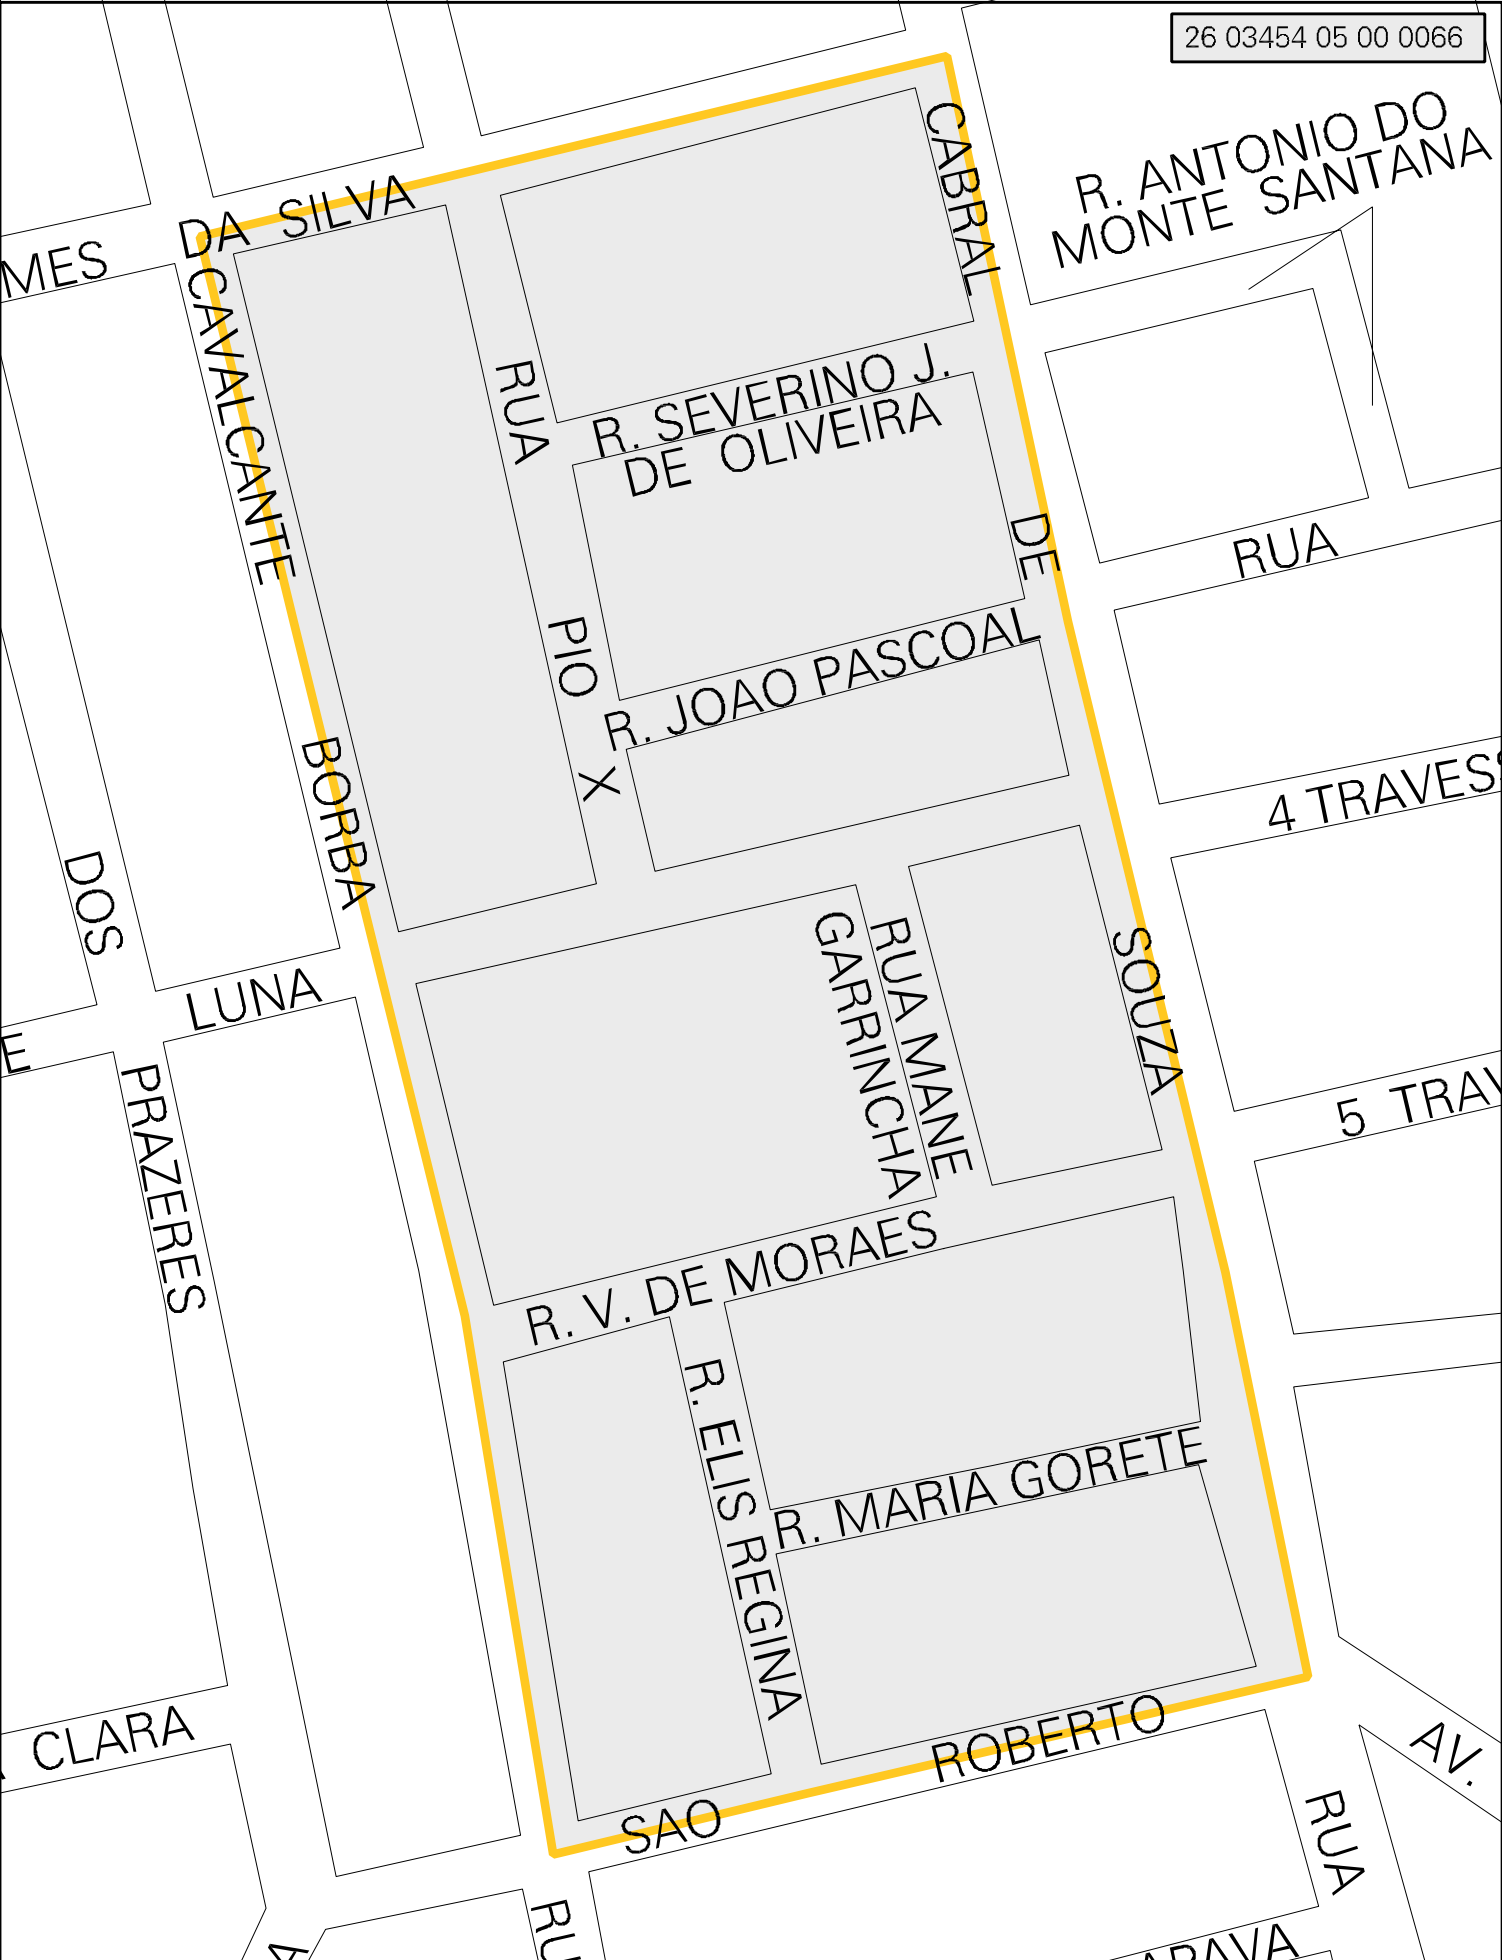 26 03454 05 00 0066
R. ANTONIO DO
MONTE SANTANA
DA SILVA
MES
CABRAL
CAVALCANTE
RUA
R. SEVERINO J.
DE OLIVEIRA
DE
RUA
PIO
R. JOAO PASCOAL
X
BORBA
4 TRAVESS
DOS
LUNA
E
GARRINCHA
RUA MANE
SOUZA
5 TRAV
PRAZERES
R. V. DE MORAES
R. ELIS REGINA
R. MARIA GORETE
CLARA
ROBERTO
SAO
AV.
RUA
RU
A